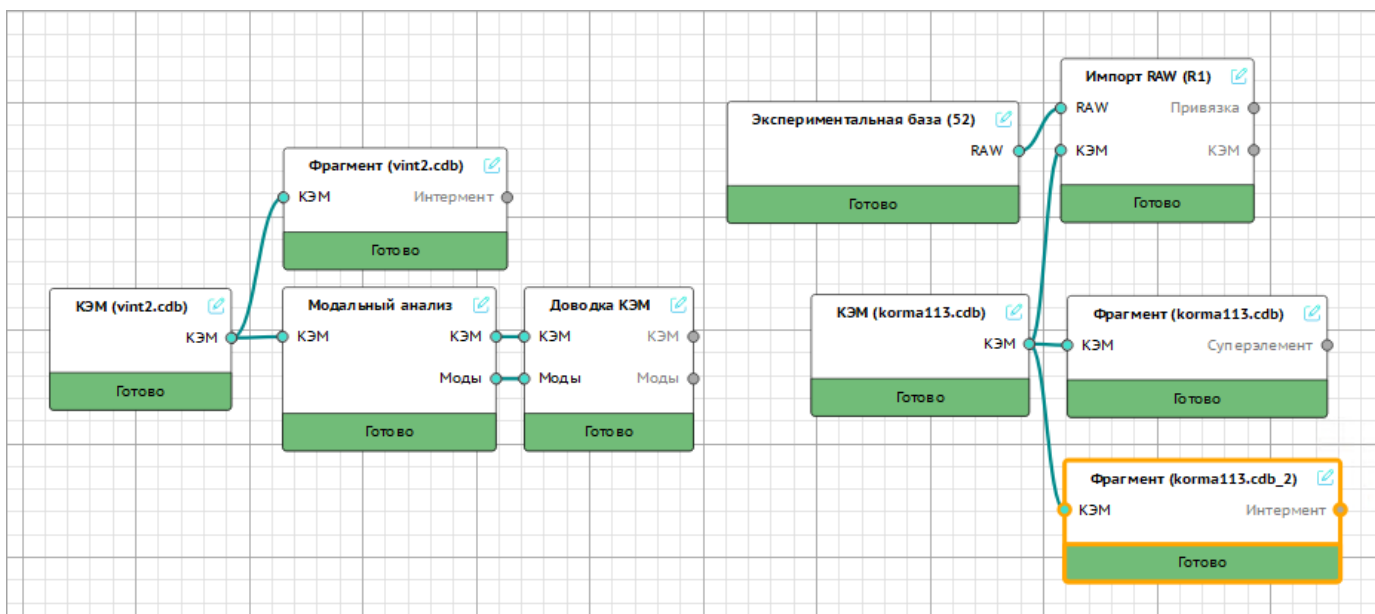 Фрагмент (vint2.cdb)
КЭМ Интермент
Готово
КЭМ (vint2.cdb)
КЭМ
Готово
Модальный анализ
КЭМ КЭМ
Моды
Готово
Доводка КЭМ
КЭМ КЭМ
Моды Моды
Готово
Экспериментальная база (52)
RAW
Готово
Импорт RAW (R1)
RAW Привязка
КЭМ КЭМ
Готово
КЭМ (korma113.cdb)
КЭМ
Готово
Фрагмент (korma113.cdb)
КЭМ Суперэлемент
Готово
Фрагмент (korma113.cdb_2)
КЭМ Интермент
Готово